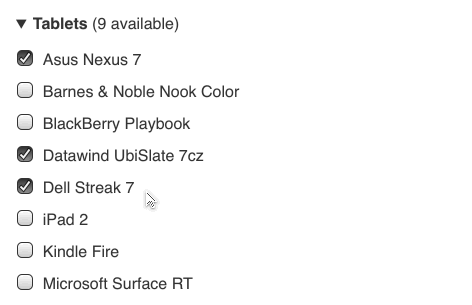 ▼ Tablets (9 available)
Asus Nexus 7
Barnes & Noble Nook Color
BlackBerry Playbook
Datawind UbiSlate 7cz
Dell Streak 7
iPad 2
Kindle Fire
Microsoft Surface RT